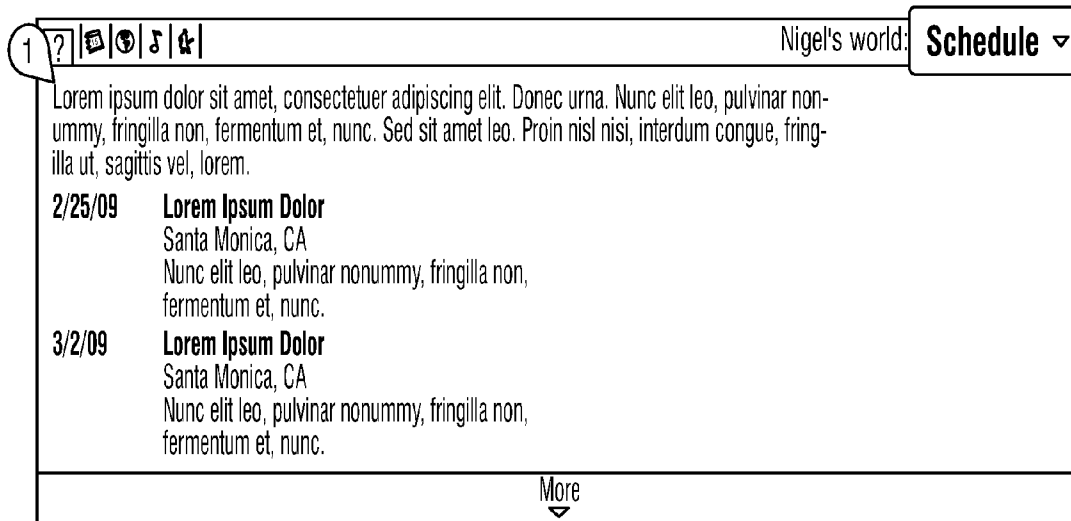 1
?
Nigel's world: Schedule
Lorem ipsum dolor sit amet, consectetuer adipiscing elit. Donec urna. Nunc elit leo, pulvinar non-
ummy, fringilla non, fermentum et, nunc. Sed sit amet leo. Proin nisl nisi, interdum congue, fring-
illa ut, sagittis vel, lorem.
2/25/09 Lorem Ipsum Dolor
Santa Monica, CA
Nunc elit leo, pulvinar nonummy, fringilla non,
fermentum et, nunc.
3/2/09 Lorem Ipsum Dolor
Santa Monica, CA
Nunc elit leo, pulvinar nonummy, fringilla non,
fermentum et, nunc.
More